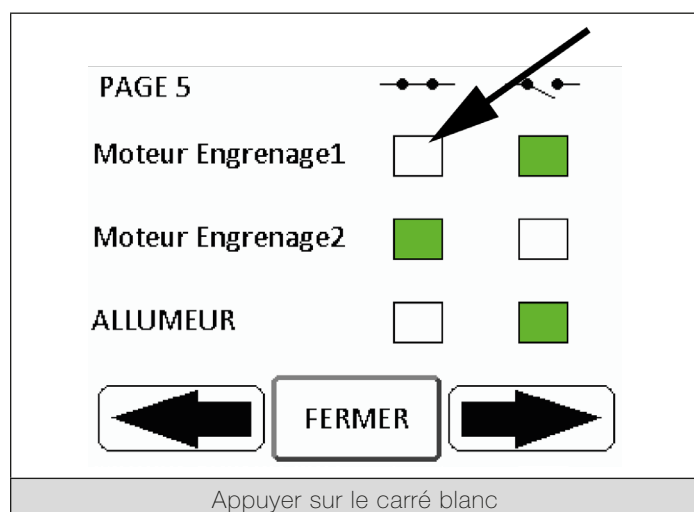 PAGE 5
Moteur Engrenage1
Moteur Engrenage2
ALLUMEUR
FERMER
Appuyer sur le carré blanc